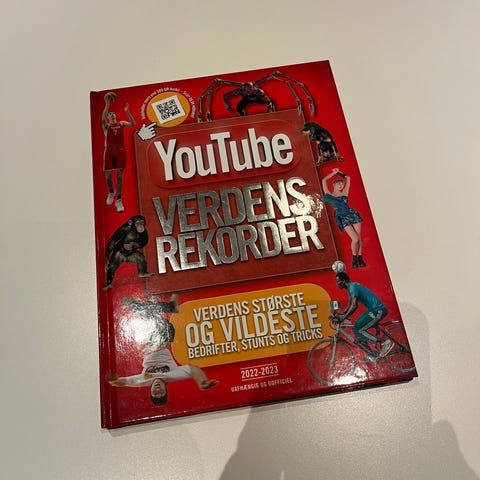 YouTube
VERDENS
REKORDER
VERDENS STØRSTE
OG VILDESTE
BEDRIFTER, STUNTS OG TRICKS
2022-2023
UAFHÆNGIG OG UOFFICIEL